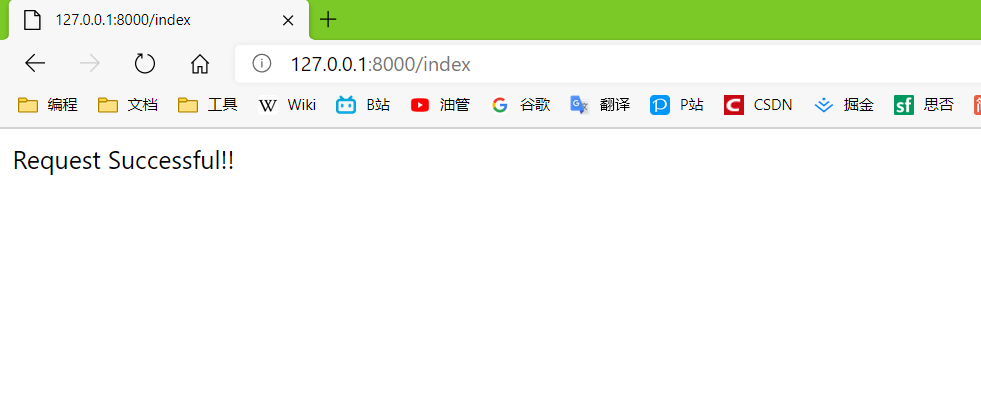 127.0.0.1:8000/index
127.0.0.1:8000/index
编程 文档 工具 W Wiki B站 油管 G 谷歌 G 翻译 P P站 C CSDN 掘金 sf 思否
Request Successful!!